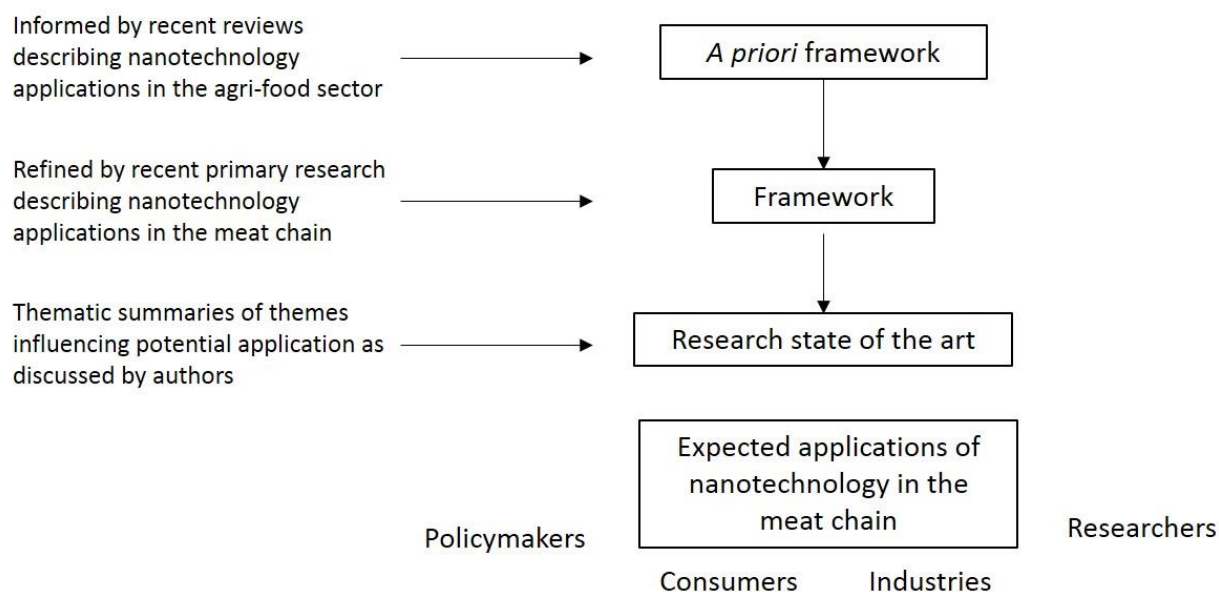 Informed by recent reviews
describing nanotechnology
applications in the agri-food sector
A priori framework
Refined by recent primary research
describing nanotechnology
applications in the meat chain
Framework
Thematic summaries of themes
influencing potential application as
discussed by authors
Research state of the art
Expected applications of
nanotechnology in the
meat chain
Policymakers
Researchers
Consumers
Industries